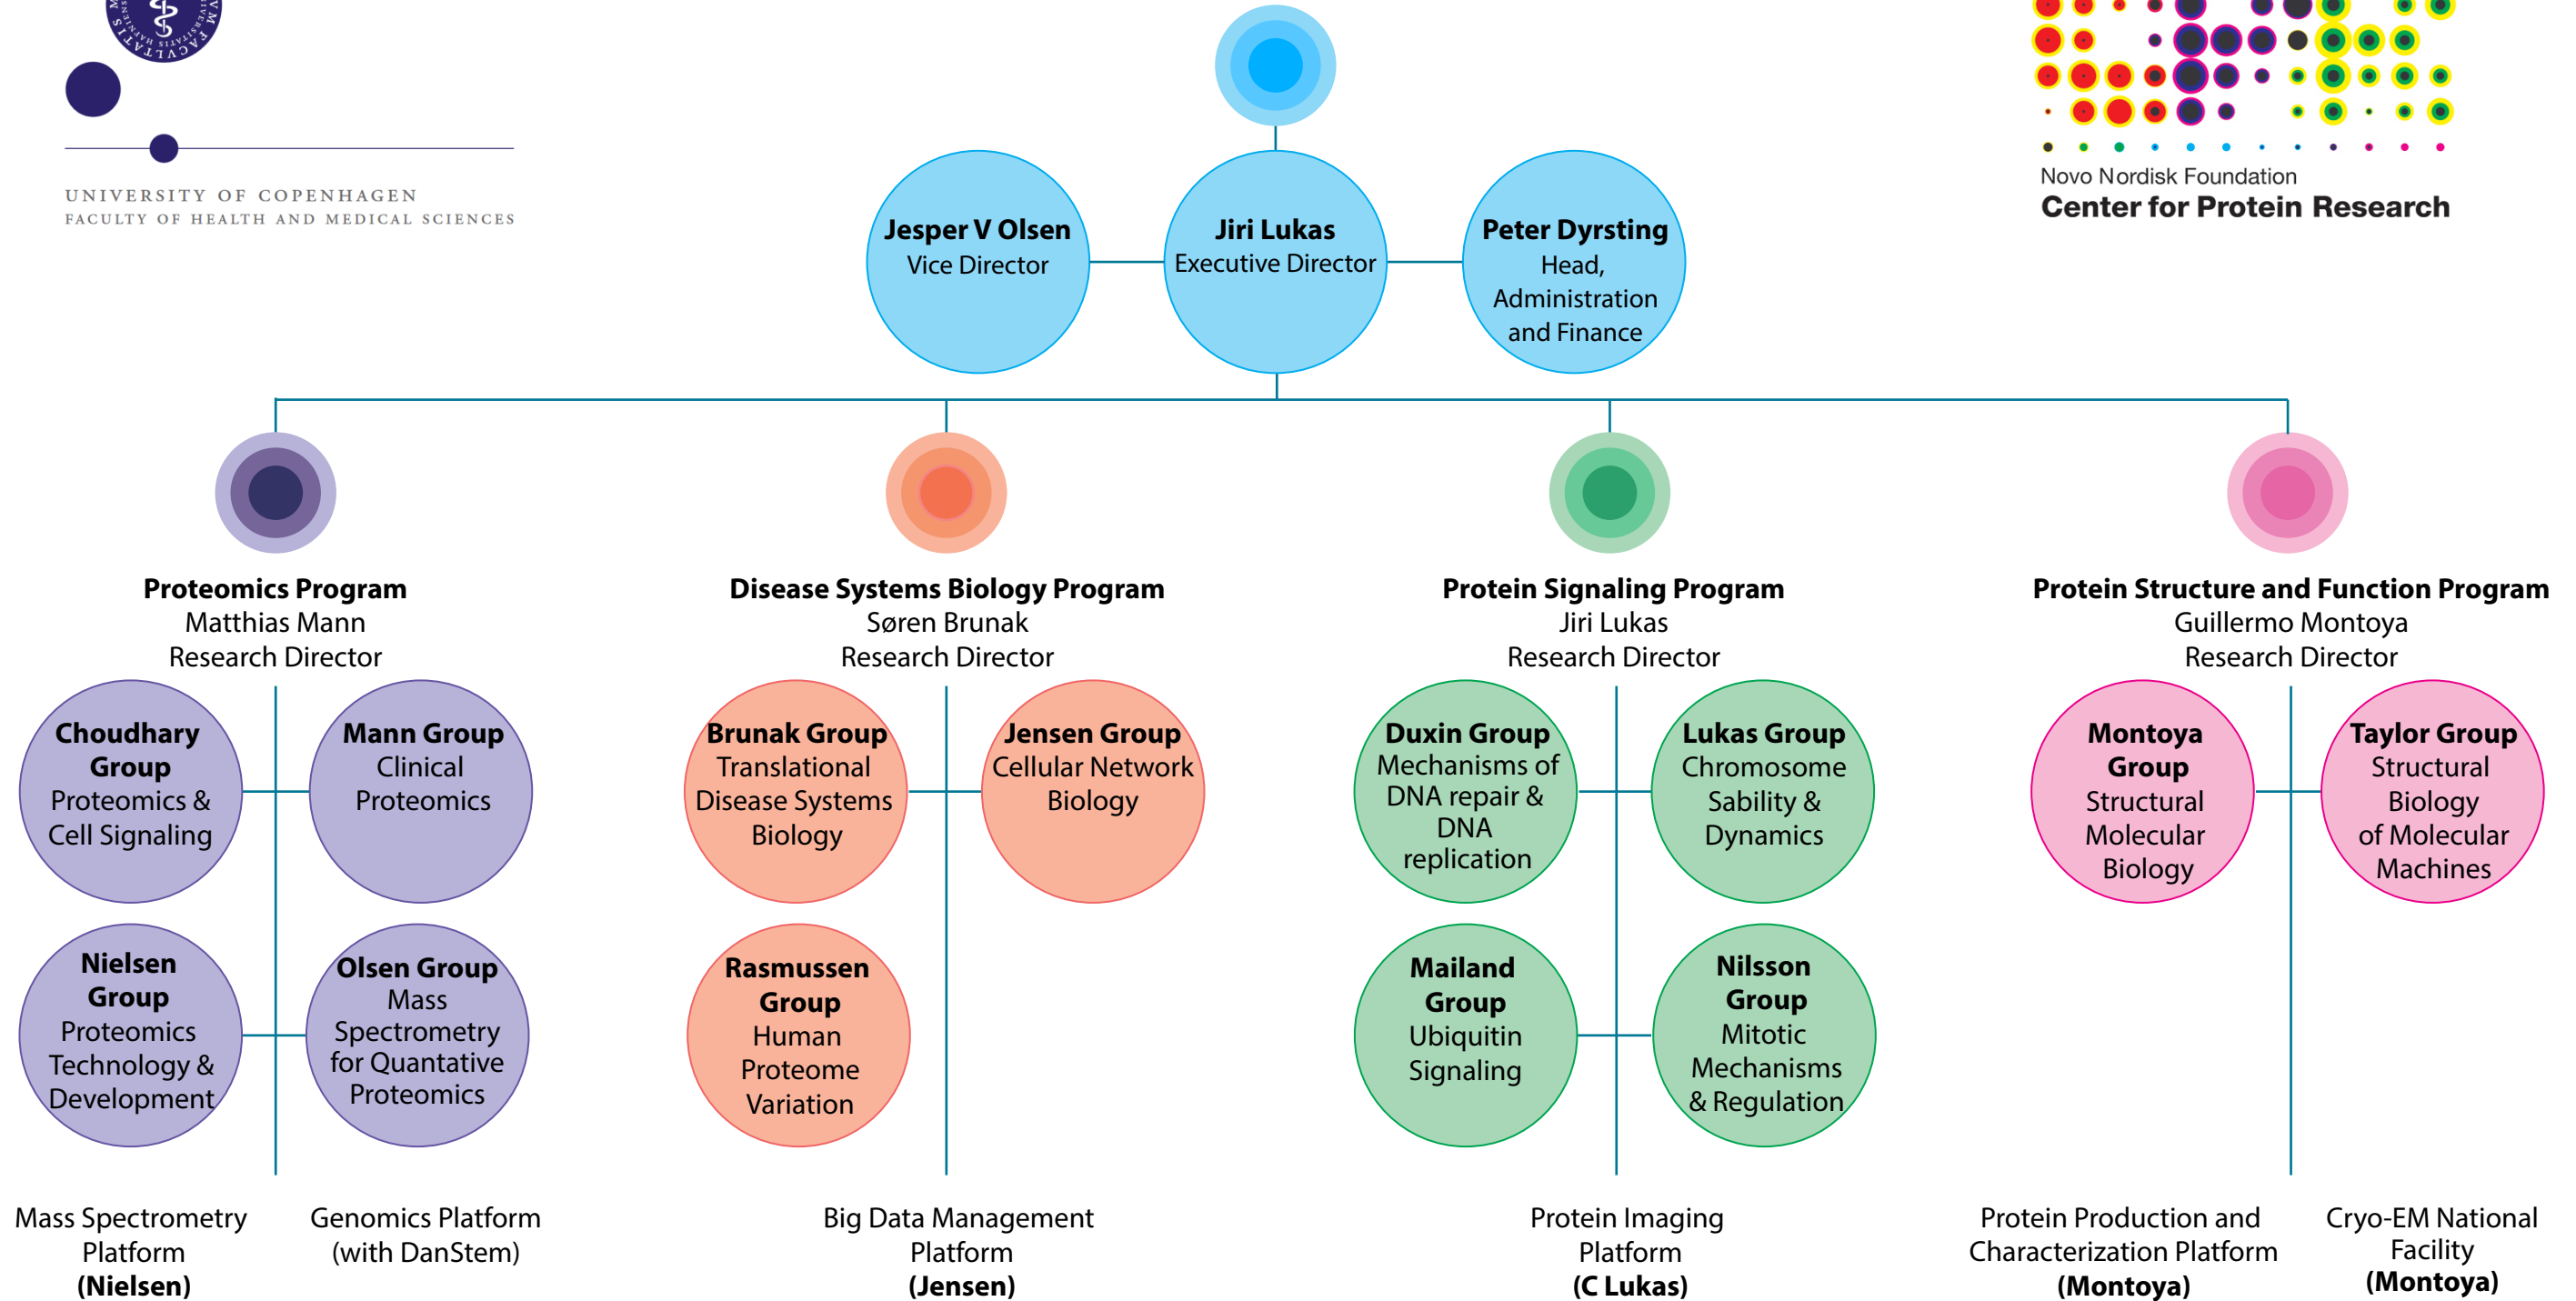 UNIVERSITY OF COPENHAGEN
FACULTY OF HEALTH AND MEDICAL SCIENCES
Novo Nordisk Foundation
Center for Protein Research
Jesper V Olsen
Vice Director
Jiri Lukas
Executive Director
Peter Dyrsting
Head,
Administration
and Finance
Proteomics Program
Matthias Mann
Research Director
Choudhary
Group
Proteomics &
Cell Signaling
Mann Group
Clinical
Proteomics
Nielsen
Group
Proteomics
Technology &
Development
Olsen Group
Mass
Spectrometry
for Quantative
Proteomics
Mass Spectrometry
Platform
(Nielsen)
Genomics Platform
(with DanStem)
Disease Systems Biology Program
Søren Brunak
Research Director
Brunak Group
Translational
Disease Systems
Biology
Jensen Group
Cellular Network
Biology
Rasmussen
Group
Human
Proteome
Variation
Big Data Management
Platform
(Jensen)
Protein Signaling Program
Jiri Lukas
Research Director
Duxin Group
Mechanisms of
DNA repair &
DNA
replication
Lukas Group
Chromosome
Sability &
Dynamics
Mailand
Group
Ubiquitin
Signaling
Nilsson
Group
Mitotic
Mechanisms
& Regulation
Protein Imaging
Platform
(C Lukas)
Protein Structure and Function Program
Guillermo Montoya
Research Director
Montoya
Group
Structural
Molecular
Biology
Taylor Group
Structural
Biology
of Molecular
Machines
Protein Production and
Characterization Platform
(Montoya)
Cryo-EM National
Facility
(Montoya)